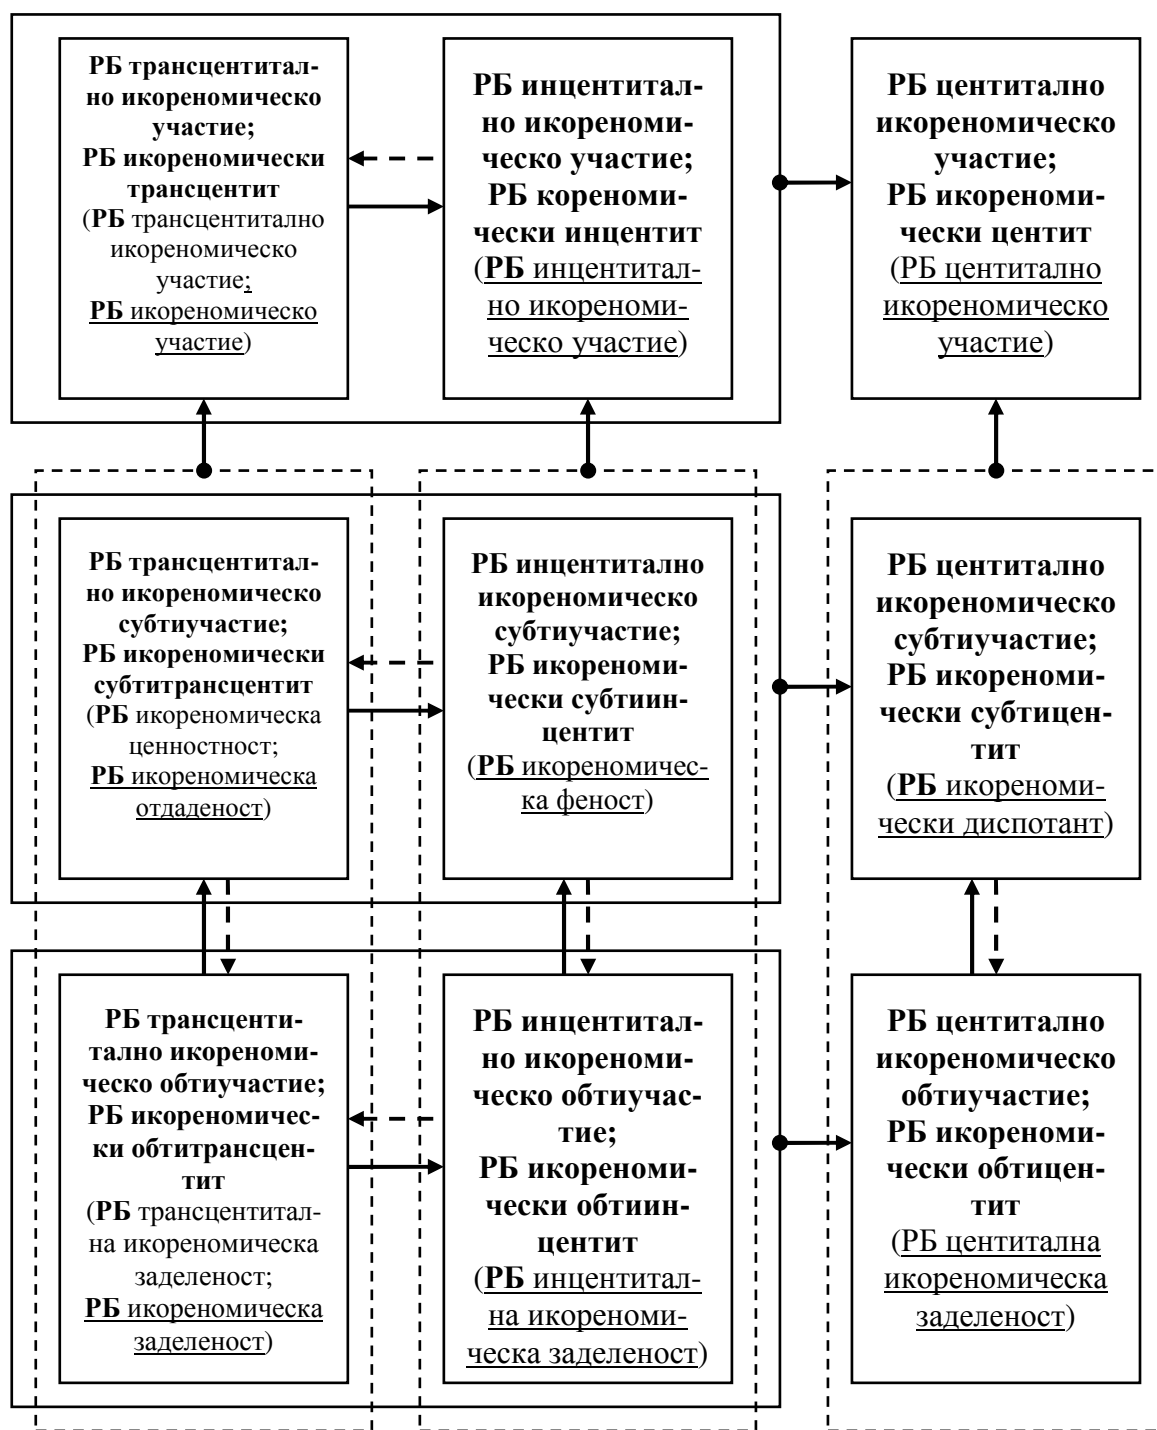 РБ трансцентитал-
но икореномическо
участие;
РБ икореномически
трансцентит
(РБ трансцентитално
икореномическо
участие;
РБ икореномическо
участие)
РБ инцентитал-
но икореноми-
ческо участие;
РБ кореноми-
чески инцентит
(РБ инцентитал-
но икореноми-
ческо участие)
РБ центитално
икореномическо
участие;
РБ икореноми-
чески центит
(РБ центитално
икореномическо
участие)
РБ трансцентитал-
но икореномическо
субтиучастие;
РБ икореномически
субтитрансцентит
(РБ икореномическа
ценностност;
РБ икореномическа
отдаденост)
РБ инцентитално
икореномическо
субтиучастие;
РБ икореноми-
чески субтиин-
центит
(РБ икореномичес-
ка феност)
РБ центитално
икореномическо
субтиучастие;
РБ икореноми-
чески субтицен-
тит
(РБ икореноми-
чески диспотант)
РБ трансценти-
тално икореноми-
ческо обтиучастие;
РБ икореномичес-
ки обтитрансцен-
тит
(РБ трансцентитал-
на икореномическа
заделеност;
РБ икореномическа
заделеност)
РБ инцентитал-
но икореноми-
ческо обтиучас-
тие;
РБ икореноми-
чески обтиин-
центит
(РБ инцентитал-
на икореноми-
ческа заделеност)
РБ центитално
икореномическо
обтиучастие;
РБ икореноми-
чески обтицен-
тит
(РБ центитална
икореномическа
заделеност)